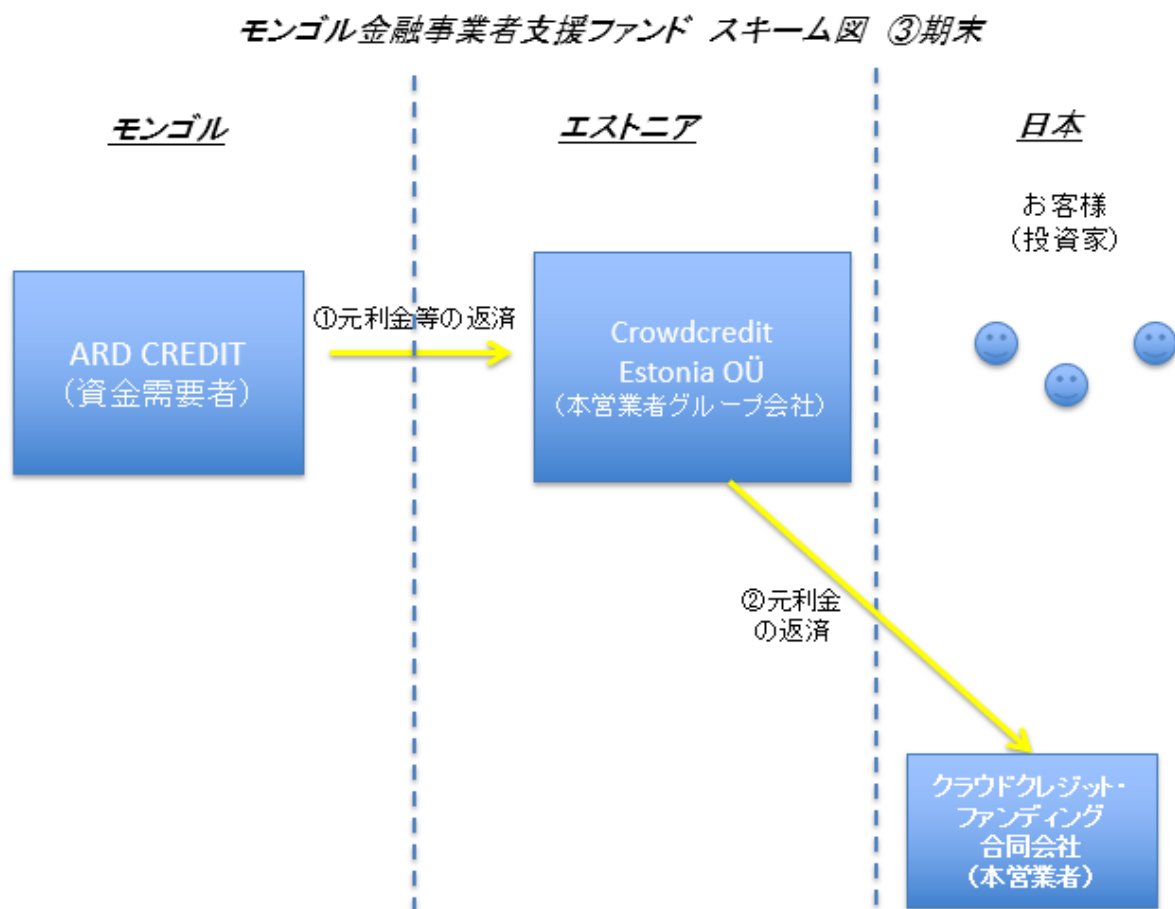 モンゴル金融事業者支援ファンド スキーム図 ③期末
モンゴル
エストニア
日本
お客様
(投資家)
ARD CREDIT
(資金需要者)
①元利金等の返済
Crowdcredit
Estonia OÜ
(本営業者グループ会社)
②元利金
の返済
クラウドクレジット・
ファンディング
合同会社
(本営業者)